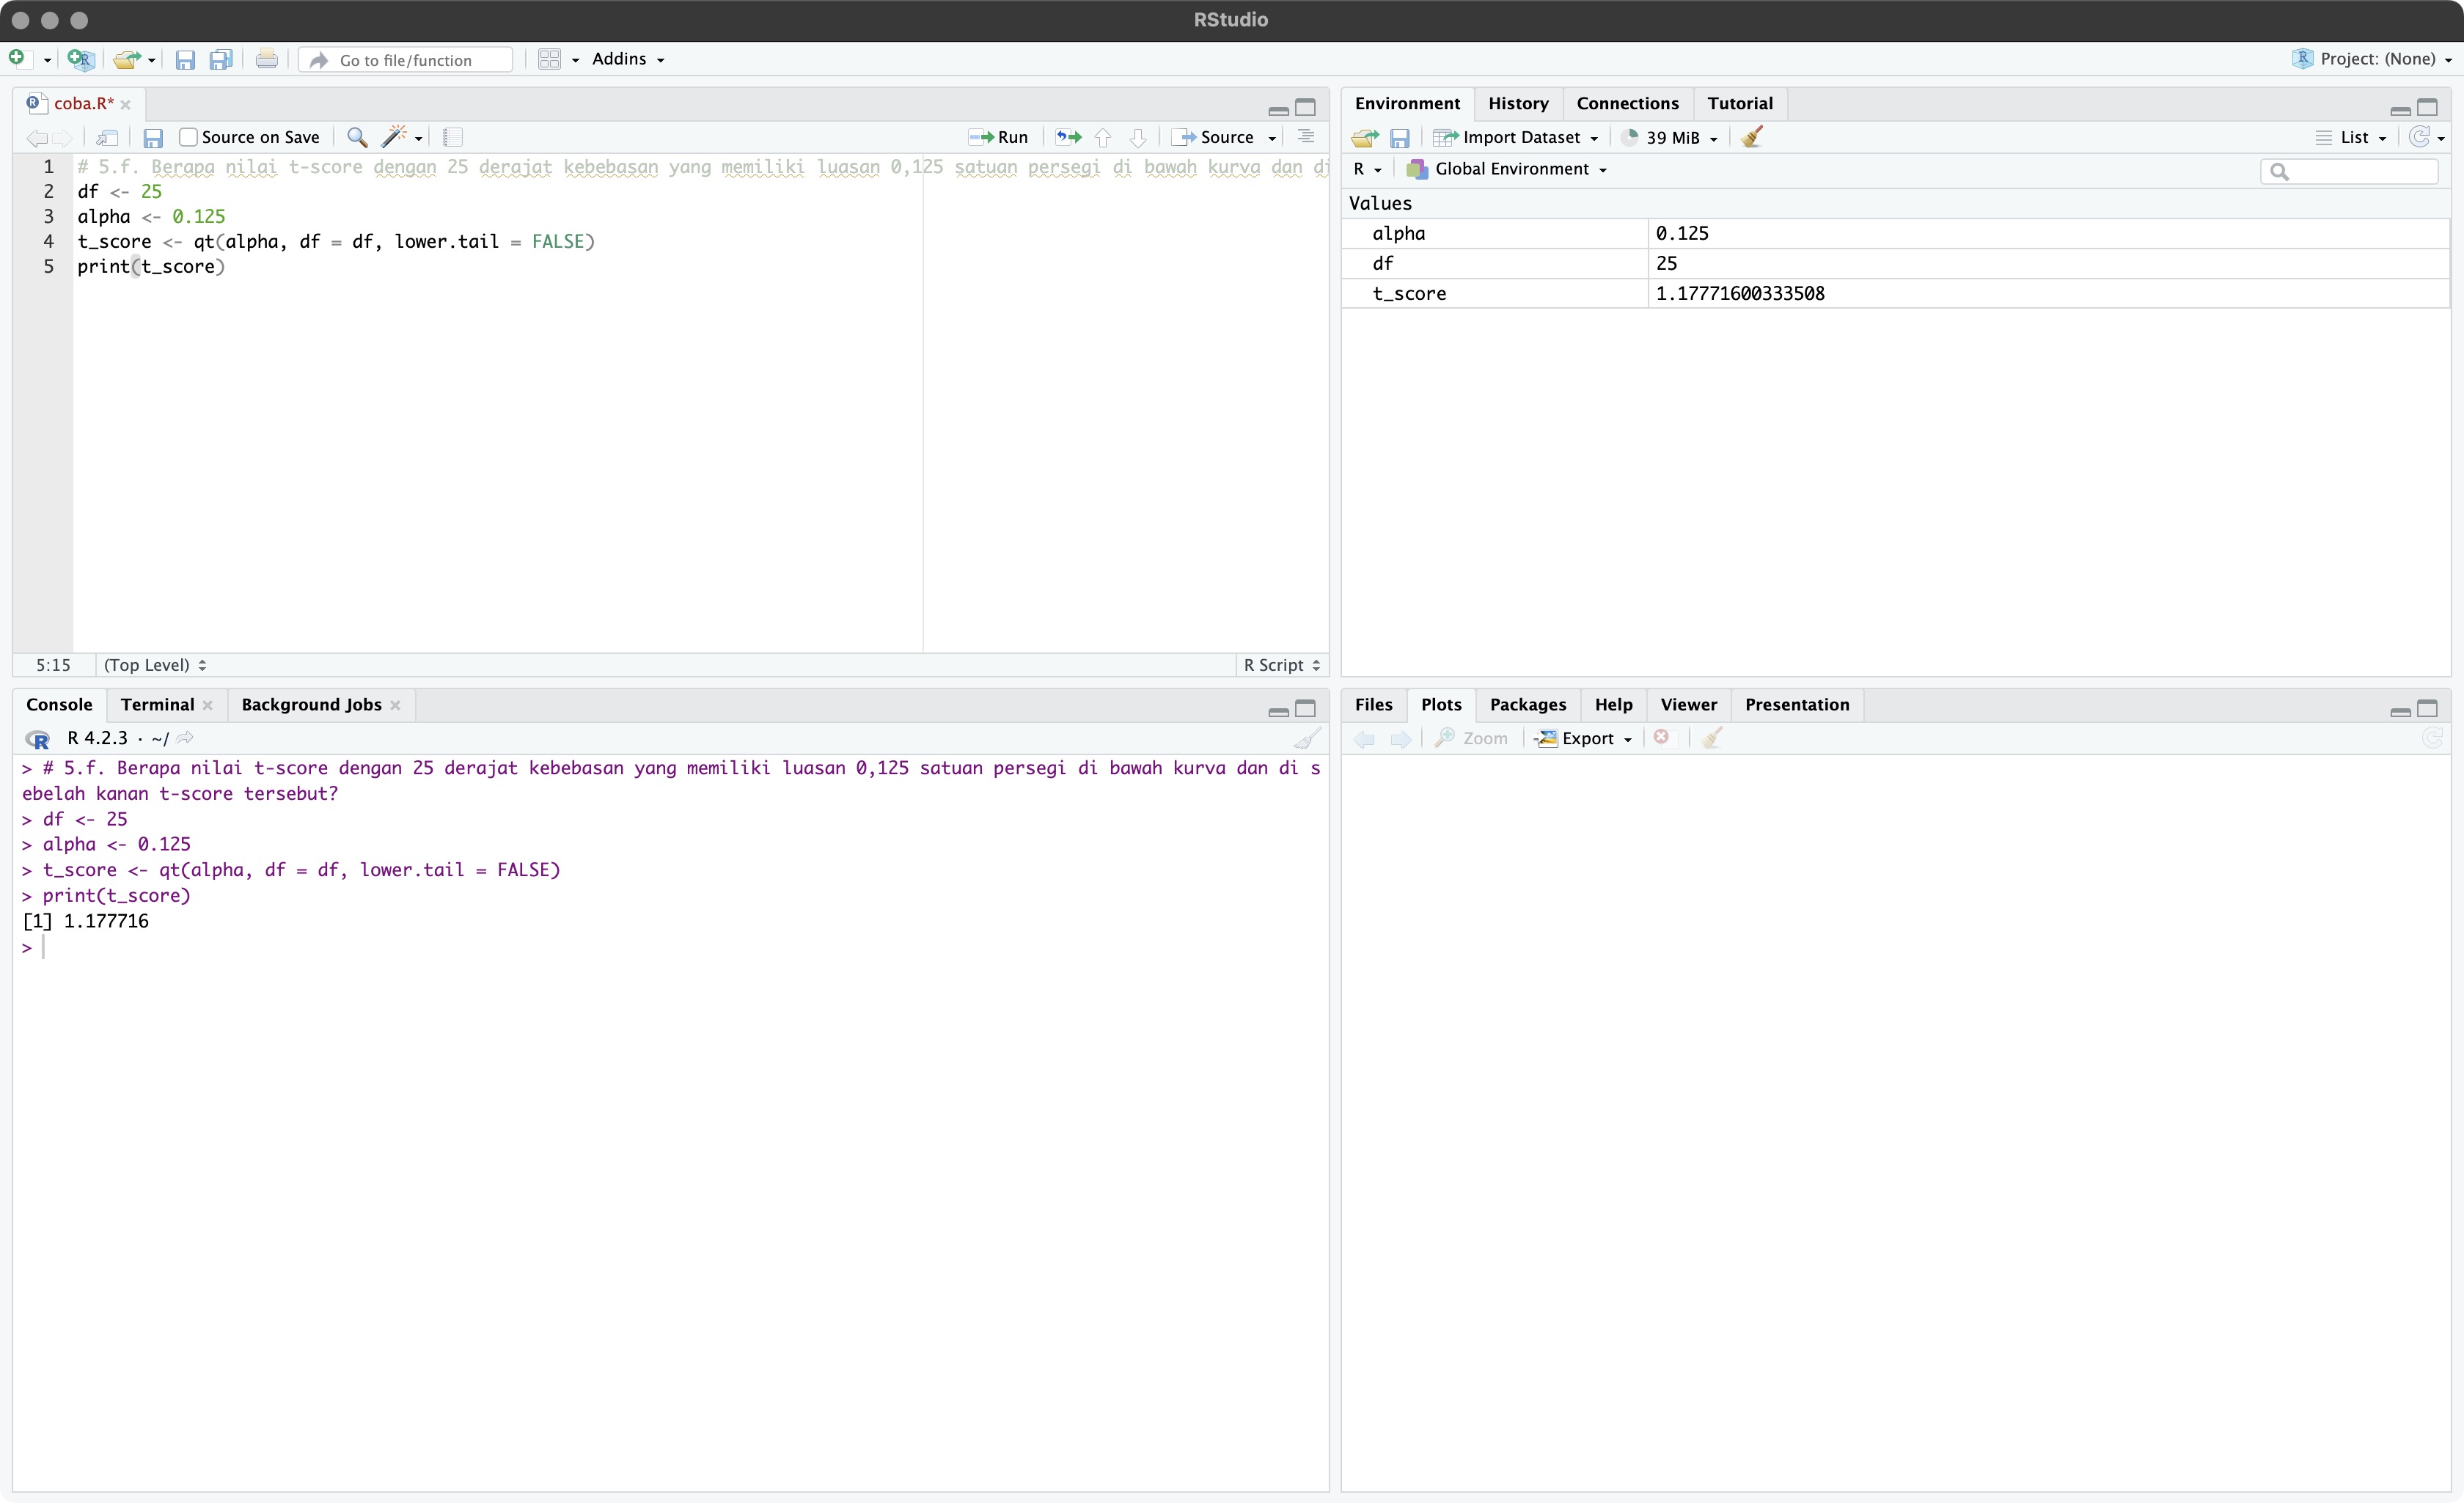 RStudio
Go to file/function
Addins
Project: (None)
coba.R*
Source on Save
Run
Source
1 # 5.f. Berapa nilai t-score dengan 25 derajat kebebasan yang memiliki luasan 0,125 satuan persegi di bawah kurva dan di
2 df <- 25
3 alpha <- 0.125
4 t_score <- qt(alpha, df = df, lower.tail = FALSE)
5 print(t_score)
5:15
(Top Level)
R Script
Environment
History
Connections
Tutorial
Import Dataset
39 MiB
List
R
Global Environment
Values
alpha 0.125
df 25
t_score 1.17771600333508
Console
Terminal
Background Jobs
R 4.2.3 · ~/
> # 5.f. Berapa nilai t-score dengan 25 derajat kebebasan yang memiliki luasan 0,125 satuan persegi di bawah kurva dan di s
ebelah kanan t-score tersebut?
> df <- 25
> alpha <- 0.125
> t_score <- qt(alpha, df = df, lower.tail = FALSE)
> print(t_score)
[1] 1.177716
>
Files
Plots
Packages
Help
Viewer
Presentation
Zoom
Export